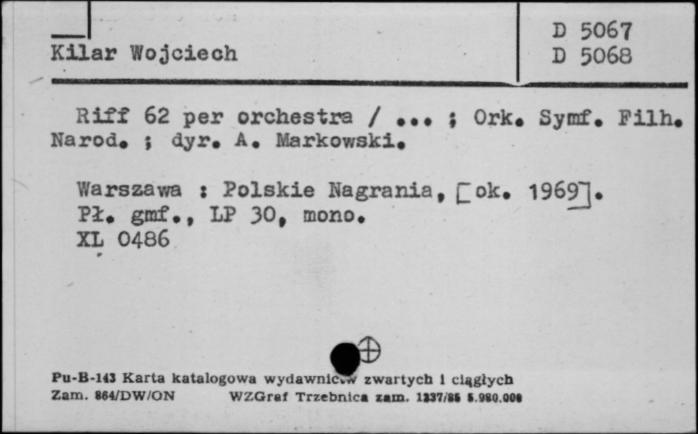 D 5067
Kilar Wojciech D 5068
Riff 62 per orchestra / ... ; Ork. Symf. Filh.
Narod. ; dyr. A. Markowski.
Warszawa : Polskie Nagrania, [ok. 1969].
Pł. gmf., LP 30, mono.
XL 0486
Pu-B-143 Karta katalogowa wydawnictw zwartych i ciągłych
Zam. 864/DW/ON WZGraf Trzebnica zam. 1237/86 5.980.000